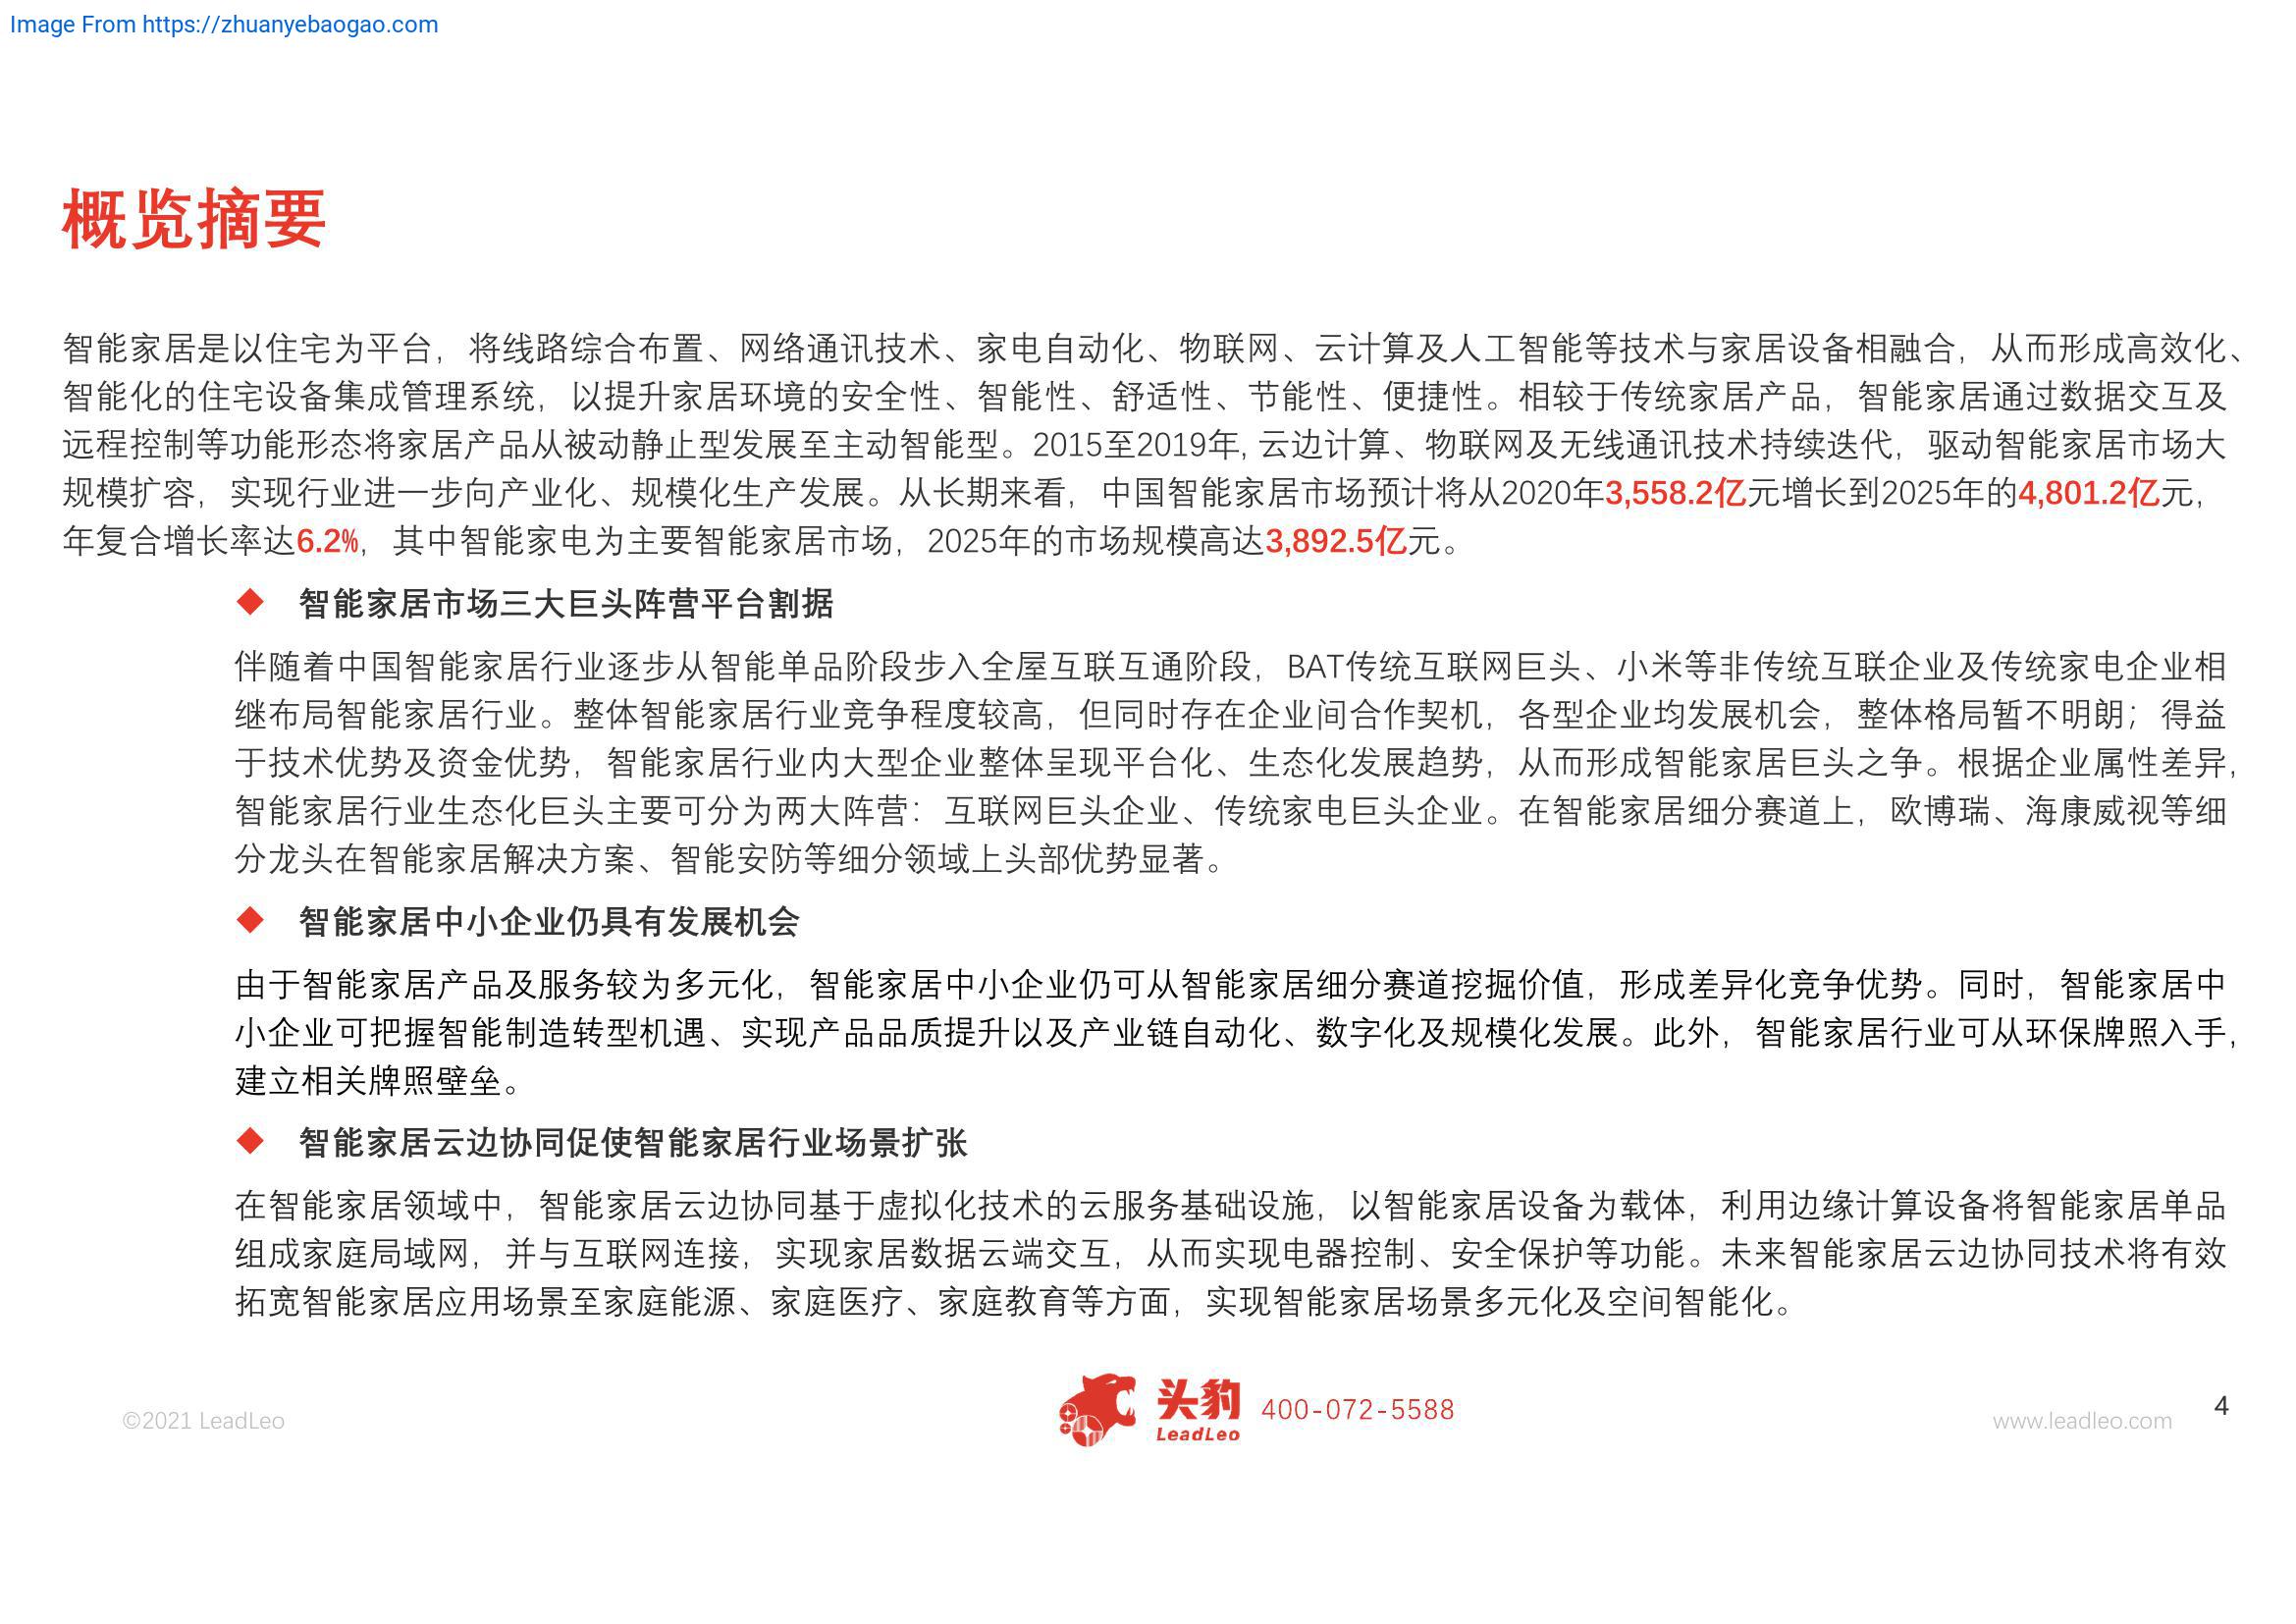 Image From https://zhuanyebaogao.com
概览摘要
智能家居是以住宅为平台，将线路综合布置、网络通讯技术、家电自动化、物联网、云计算及人工智能等技术与家居设备相融合，从而形成高效化、
智能化的住宅设备集成管理系统，以提升家居环境的安全性、智能性、舒适性、节能性、便捷性。相较于传统家居产品，智能家居通过数据交互及
远程控制等功能形态将家居产品从被动静止型发展至主动智能型。2015至2019年, 云边计算、物联网及无线通讯技术持续迭代，驱动智能家居市场大
规模扩容，实现行业进一步向产业化、规模化生产发展。从长期来看，中国智能家居市场预计将从2020年3,558.2亿元增长到2025年的4,801.2亿元，
年复合增长率达6.2%，其中智能家电为主要智能家居市场，2025年的市场规模高达3,892.5亿元。
◆ 智能家居市场三大巨头阵营平台割据
伴随着中国智能家居行业逐步从智能单品阶段步入全屋互联互通阶段，BAT传统互联网巨头、小米等非传统互联企业及传统家电企业相
继布局智能家居行业。整体智能家居行业竞争程度较高，但同时存在企业间合作契机，各型企业均发展机会，整体格局暂不明朗；得益
于技术优势及资金优势，智能家居行业内大型企业整体呈现平台化、生态化发展趋势，从而形成智能家居巨头之争。根据企业属性差异，
智能家居行业生态化巨头主要可分为两大阵营：互联网巨头企业、传统家电巨头企业。在智能家居细分赛道上，欧博瑞、海康威视等细
分龙头在智能家居解决方案、智能安防等细分领域上头部优势显著。
◆ 智能家居中小企业仍具有发展机会
由于智能家居产品及服务较为多元化，智能家居中小企业仍可从智能家居细分赛道挖掘价值，形成差异化竞争优势。同时，智能家居中
小企业可把握智能制造转型机遇、实现产品品质提升以及产业链自动化、数字化及规模化发展。此外，智能家居行业可从环保牌照入手，
建立相关牌照壁垒。
◆ 智能家居云边协同促使智能家居行业场景扩张
在智能家居领域中，智能家居云边协同基于虚拟化技术的云服务基础设施，以智能家居设备为载体，利用边缘计算设备将智能家居单品
组成家庭局域网，并与互联网连接，实现家居数据云端交互，从而实现电器控制、安全保护等功能。未来智能家居云边协同技术将有效
拓宽智能家居应用场景至家庭能源、家庭医疗、家庭教育等方面，实现智能家居场景多元化及空间智能化。
©2021 LeadLeo
头豹
LeadLeo
400-072-5588
www.leadleo.com
4